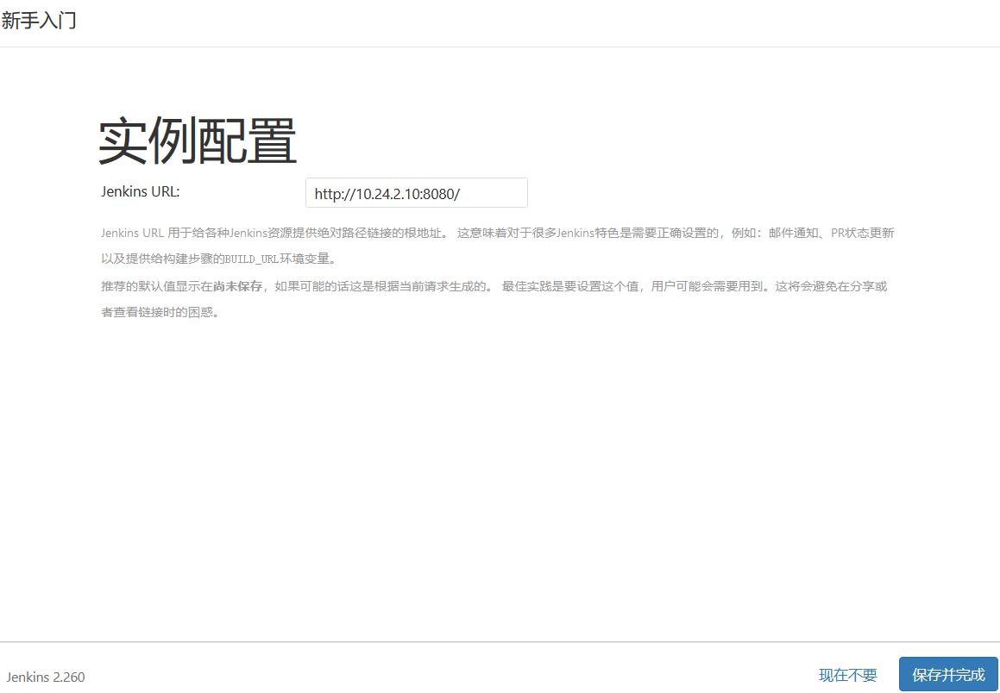 新手入门
实例配置
Jenkins URL:
http://10.24.2.10:8080/
Jenkins URL 用于给各种Jenkins资源提供绝对路径链接的根地址。 这意味着对于很多Jenkins特色是需要正确设置的，例如：邮件通知、PR状态更新
以及提供给构建步骤的BUILD_URL环境变量。
推荐的默认值显示在尚未保存，如果可能的话这是根据当前请求生成的。 最佳实践是要设置这个值，用户可能会需要用到。这将会避免在分享或
者查看链接时的困惑。
Jenkins 2.260
现在不要
保存并完成